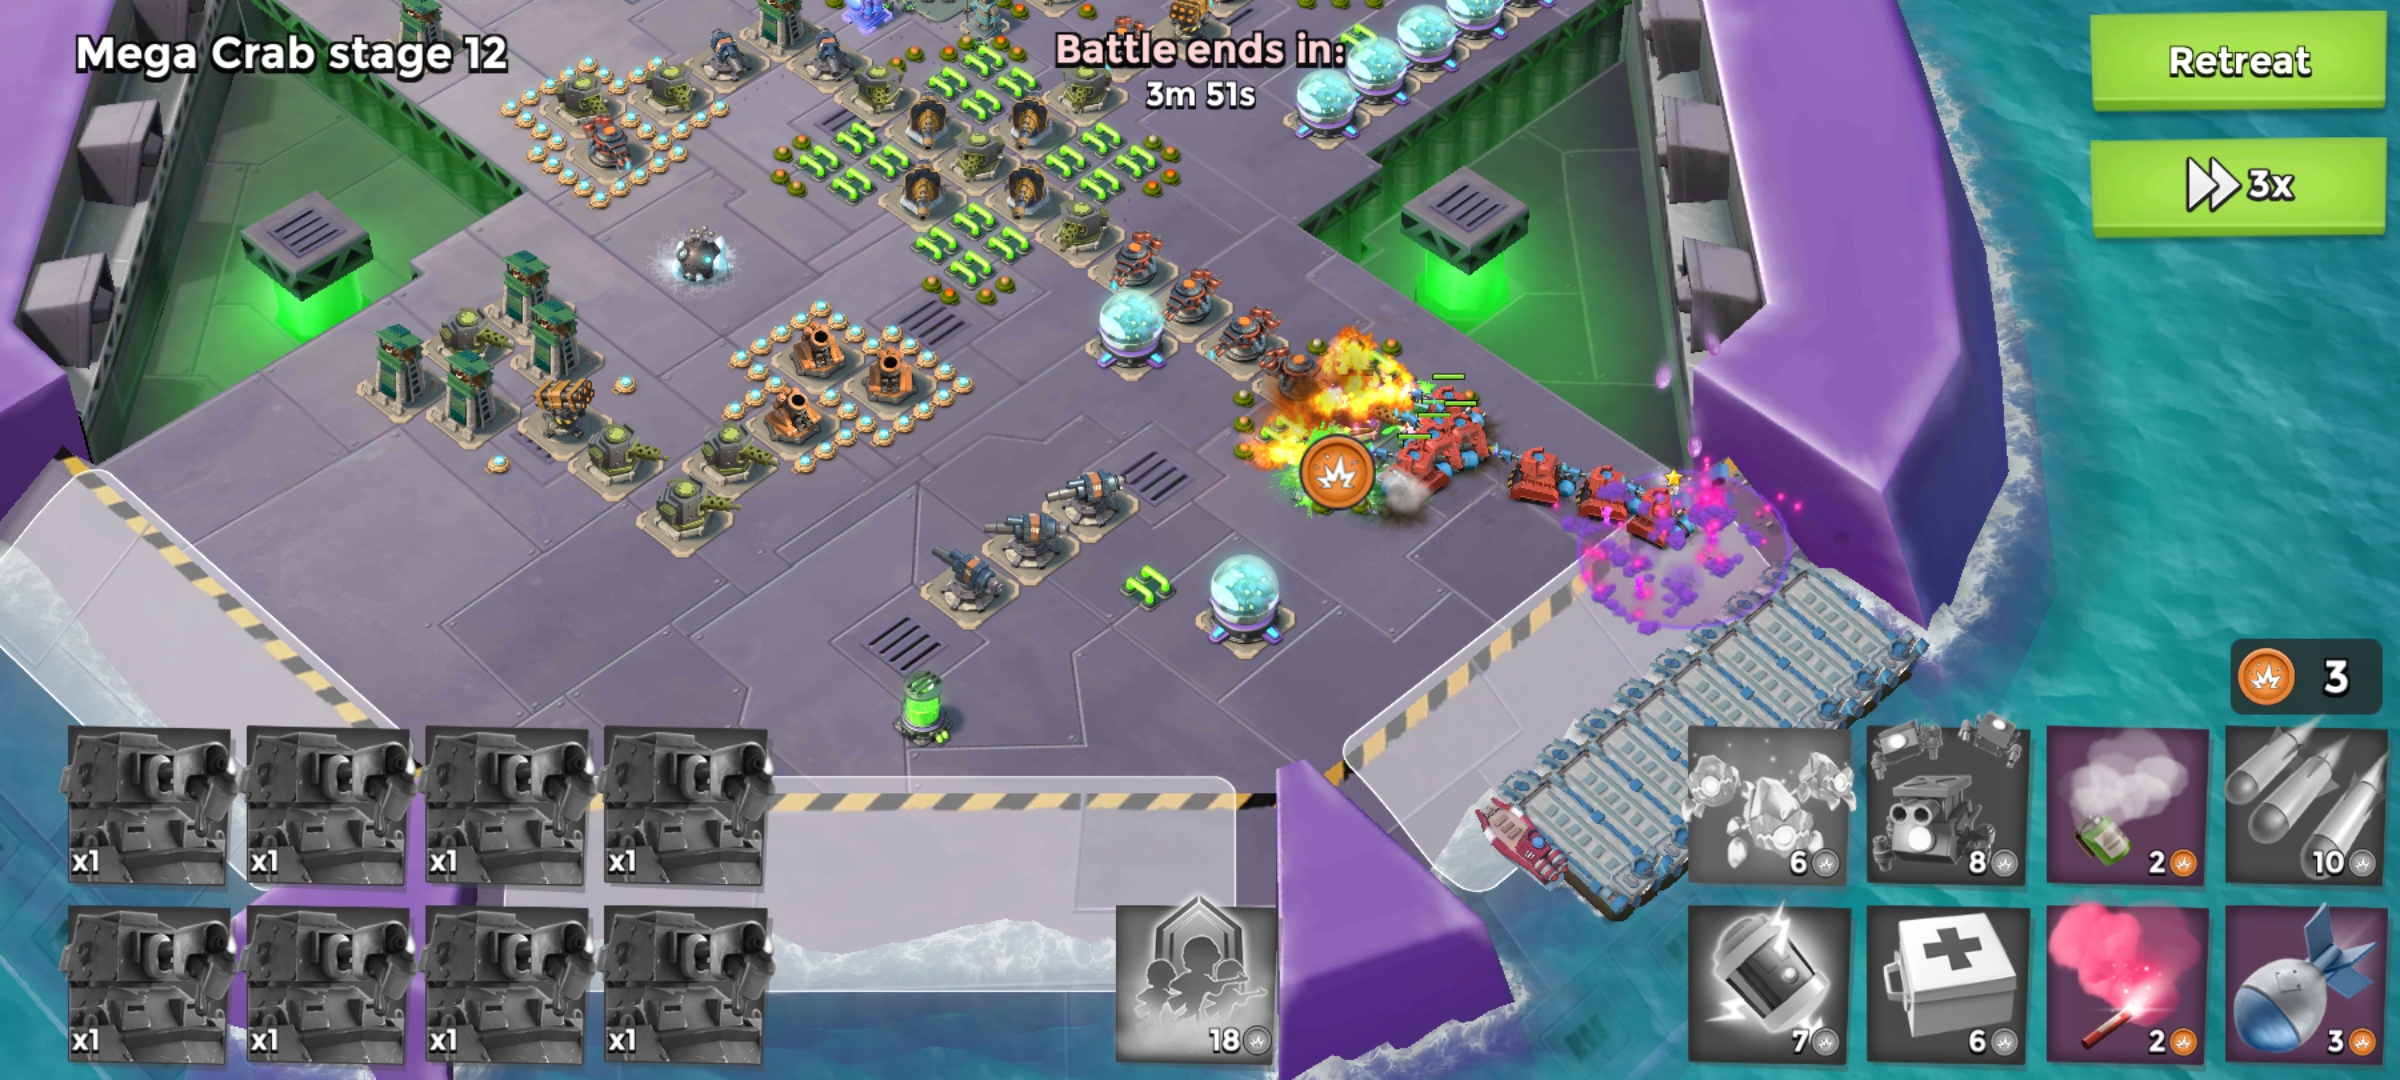 Mega Crab stage 12
Battle ends in:
3m 51s
Retreat
3x
3
x1
x1
x1
x1
6
8
2
10
x1
x1
x1
x1
18
7
6
2
3